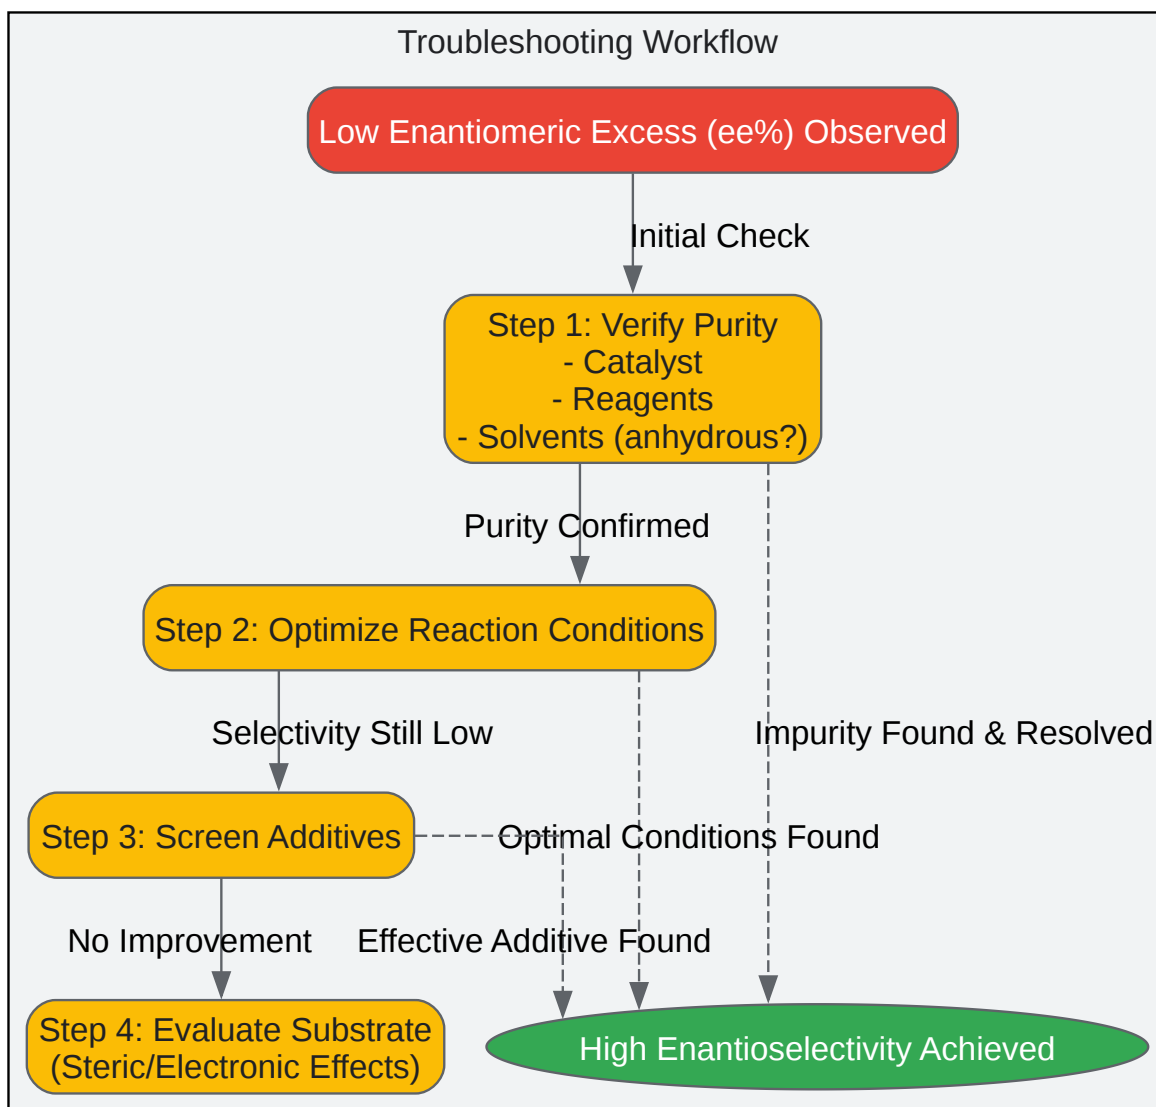 Troubleshooting Workflow
Low Enantiomeric Excess (ee%) Observed
Initial Check
Step 1: Verify Purity
- Catalyst
- Reagents
- Solvents (anhydrous?)
Purity Confirmed
Step 2: Optimize Reaction Conditions
Selectivity Still Low
Impurity Found & Resolved
Step 3: Screen Additives
Optimal Conditions Found
No Improvement
Effective Additive Found
Step 4: Evaluate Substrate
(Steric/Electronic Effects)
High Enantioselectivity Achieved